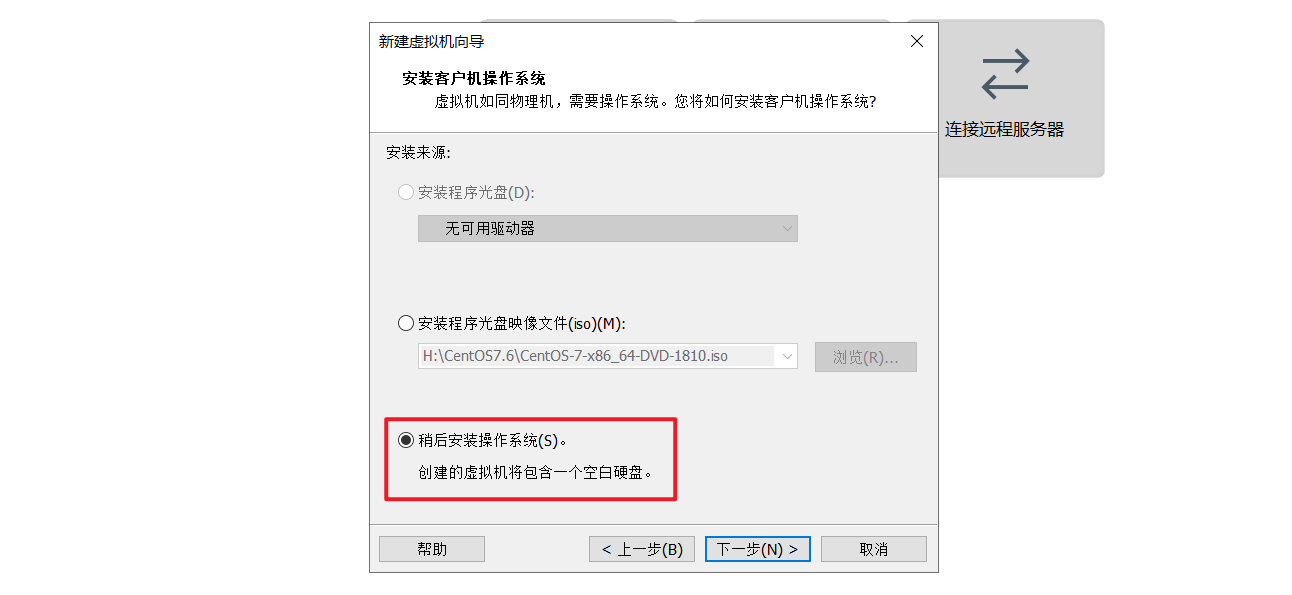 新建虚拟机向导
安装客户机操作系统
虚拟机如同物理机，需要操作系统。您将如何安装客户机操作系统?
连接远程服务器
安装来源:
安装程序光盘(D):
无可用驱动器
安装程序光盘映像文件(iso)(M):
H:\CentOS7.6\CentOS-7-x86_64-DVD-1810.iso
浏览(R)...
稍后安装操作系统(S)。
创建的虚拟机将包含一个空白硬盘。
帮助
< 上一步(B)
下一步(N) >
取消